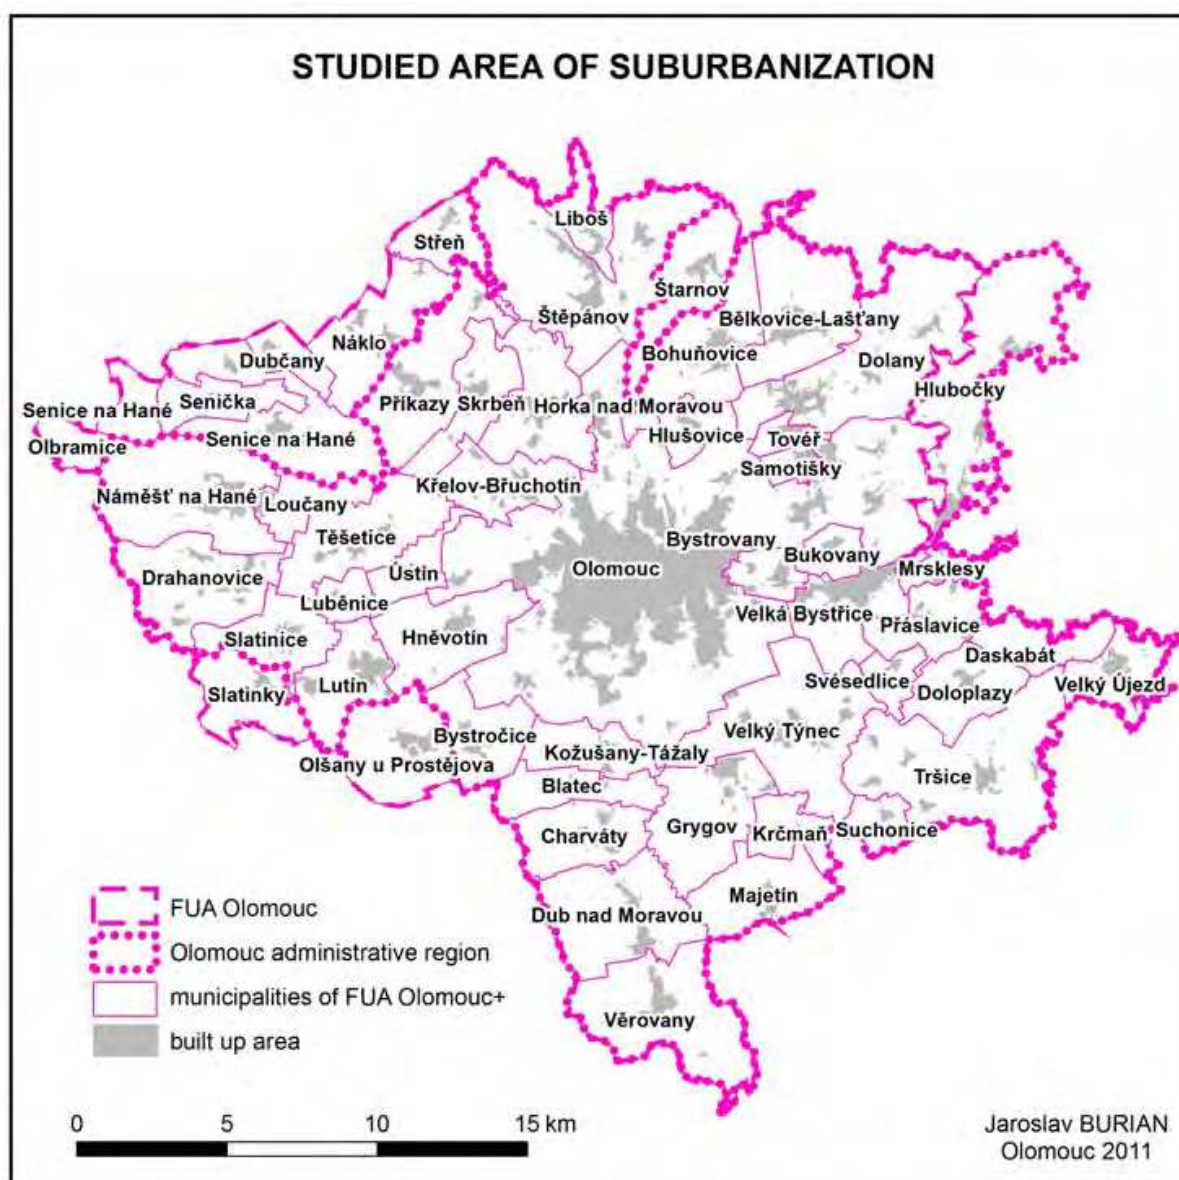 STUDIED AREA OF SUBURBANIZATION
Liboš
Střeň
Štarnov
Štěpánov
Bělkovice-Lašťany
Náklo
Bohuňovice
Dubčany
Dolany
Hlubočky
Senička
Příkazy
Skrbeň
Horka nad Moravou
Senice na Hané
Olbramice
Senice na Hané
Hlušovice
Tovéř
Samotišky
Křelov-Břuchotín
Náměšť na Hané
Loučany
Těšetice
Bystrovany
Bukovany
Olomouc
Mrsklesy
Ústín
Drahanovice
Luběnice
Velká Bystřice
Přáslavice
Hněvotín
Slatinice
Daskabát
Svésedlice
Velký Újezd
Slatinky
Lutín
Doloplazy
Velký Týnec
Bystročice
Kožušany-Tážaly
Olšany u Prostějova
Tršice
Blatec
Charváty
Grygov
Krčmaň
Suchonice
Majetín
Dub nad Moravou
Věrovany
FUA Olomouc
Olomouc administrative region
municipalities of FUA Olomouc+
built up area
0 5 10 15 km
Jaroslav BURIAN
Olomouc 2011